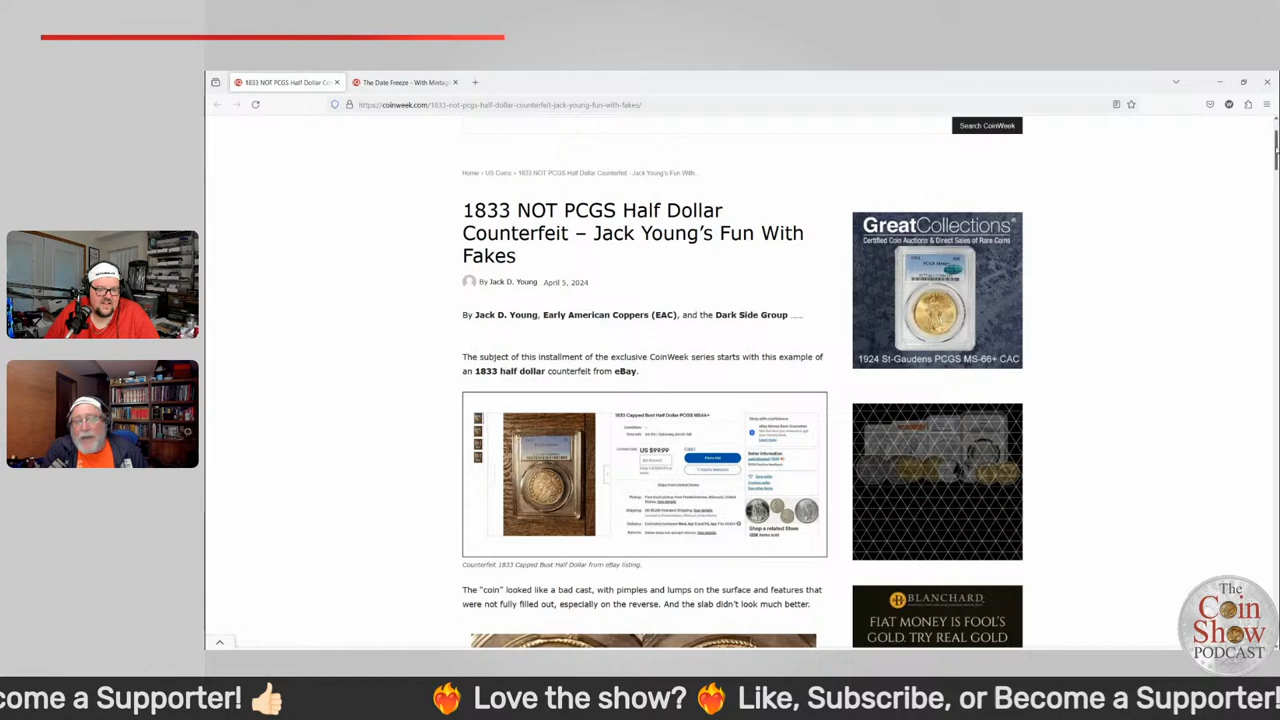 1833 NOT PCGS Half Dollar Co
The Date Freeze - With Mintag
https://coinweek.com/1833-not-pcgs-half-dollar-counterfeit-jack-young-fun-with-fakes/
Search CoinWeek
Home › US Coins › 1833 NOT PCGS Half Dollar Counterfeit - Jack Young's Fun With...
1833 NOT PCGS Half Dollar
Counterfeit – Jack Young's Fun With
Fakes
By Jack D. Young April 5, 2024
By Jack D. Young, Early American Coppers (EAC), and the Dark Side Group ......
The subject of this installment of the exclusive CoinWeek series starts with this example of
an 1833 half dollar counterfeit from eBay.
1833 Capped Bust Half Dollar PCGS MS64+
Shop with confidence
US $99.99
Seller information
Shop a related Store
Counterfeit 1833 Capped Bust Half Dollar from eBay listing.
The "coin" looked like a bad cast, with pimples and lumps on the surface and features that
were not fully filled out, especially on the reverse. And the slab didn't look much better.
GreatCollections®
Certified Coin Auctions & Direct Sales of Rare Coins
1924 St-Gaudens PCGS MS-66+ CAC
BLANCHARD
FIAT MONEY IS FOOL'S
GOLD. TRY REAL GOLD
The
Coin
Show
PODCAST
come a Supporter! 👍🏻 ❤️‍🔥 Love the show? ❤️‍🔥 Like, Subscribe, or Become a Supporter!